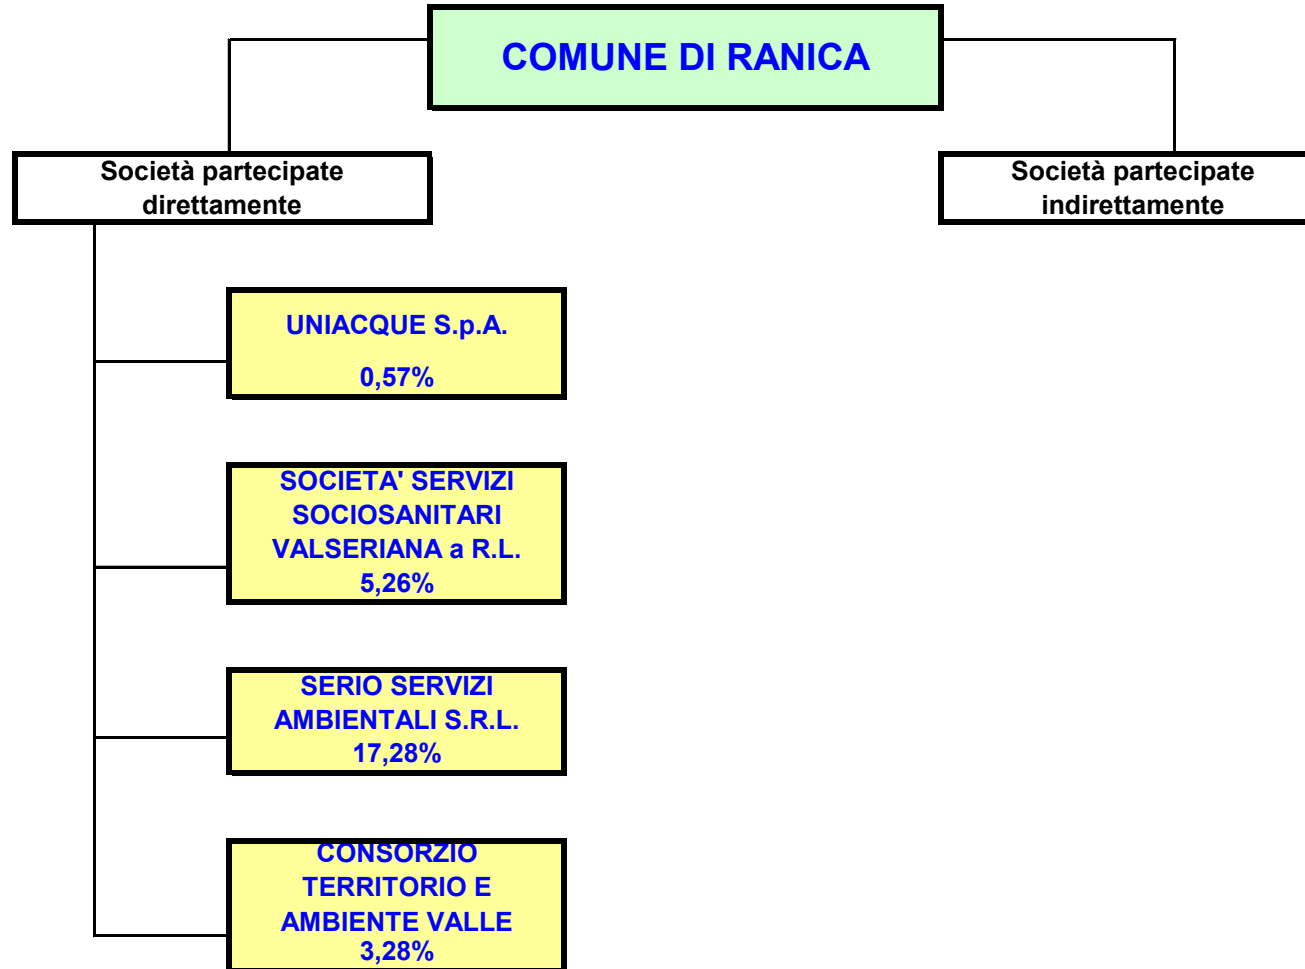 COMUNE DI RANICA
Società partecipate
direttamente
Società partecipate
indirettamente
UNIACQUE S.p.A.
0,57%
SOCIETA' SERVIZI
SOCIOSANITARI
VALSERIANA a R.L.
5,26%
SERIO SERVIZI
AMBIENTALI S.R.L.
17,28%
CONSORZIO
TERRITORIO E
AMBIENTE VALLE
3,28%